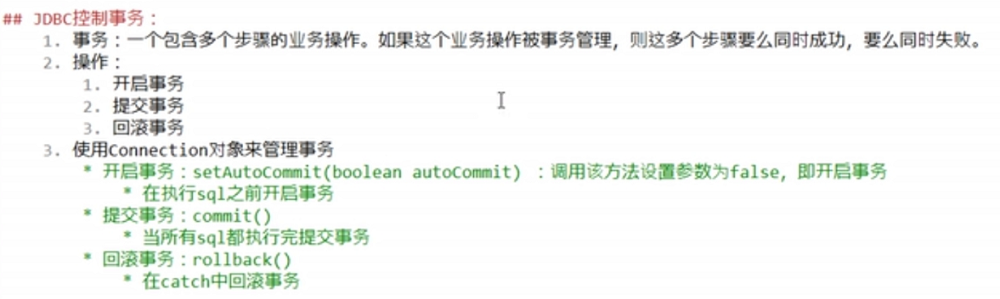 ## JDBC控制事务：
1. 事务：一个包含多个步骤的业务操作。如果这个业务操作被事务管理，则这多个步骤要么同时成功，要么同时失败。
2. 操作：
1. 开启事务
2. 提交事务
3. 回滚事务
3. 使用Connection对象来管理事务
* 开启事务：setAutoCommit(boolean autoCommit) ：调用该方法设置参数为false，即开启事务
* 在执行sql之前开启事务
* 提交事务：commit()
* 当所有sql都执行完提交事务
* 回滚事务：rollback()
* 在catch中回滚事务